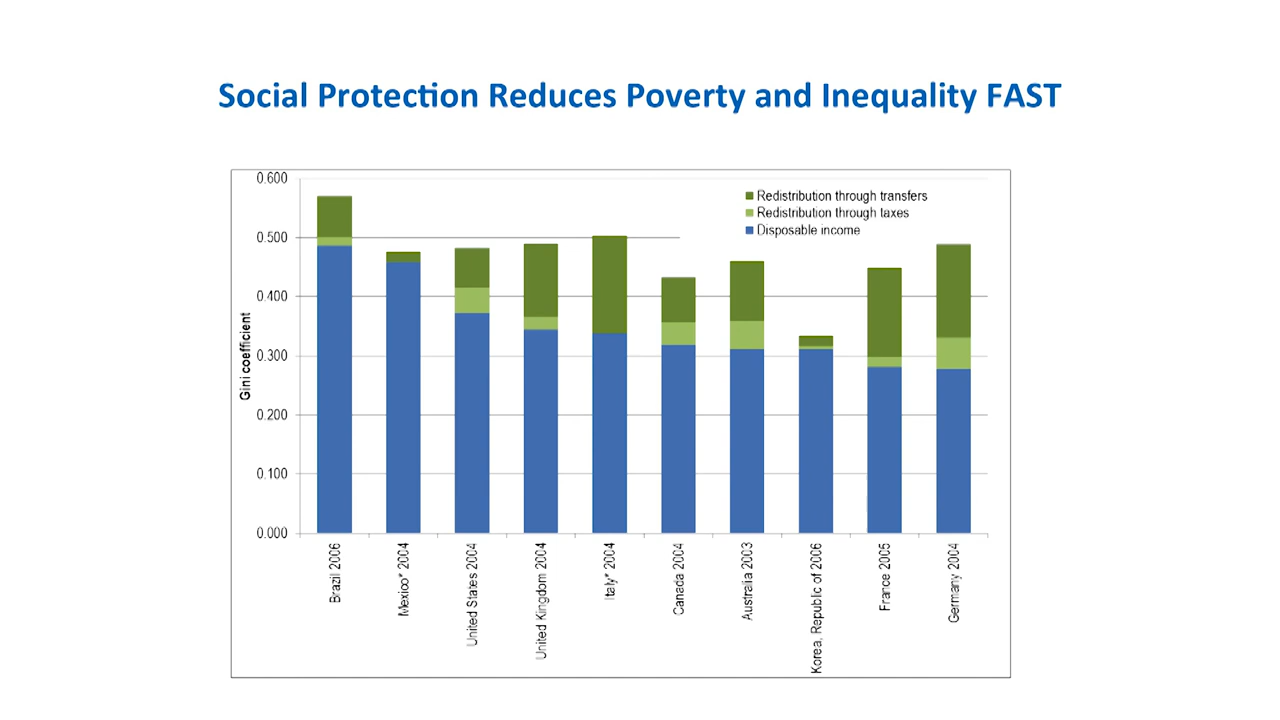 Social Protection Reduces Poverty and Inequality FAST
0.600
0.500
0.400
0.300
0.200
0.100
0.000
Gini coefficient
Redistribution through transfers
Redistribution through taxes
Disposable income
Brazil 2006
Mexico* 2004
United States 2004
United Kingdom 2004
Italy* 2004
Canada 2004
Australia 2003
Korea, Republic of 2006
France 2005
Germany 2004